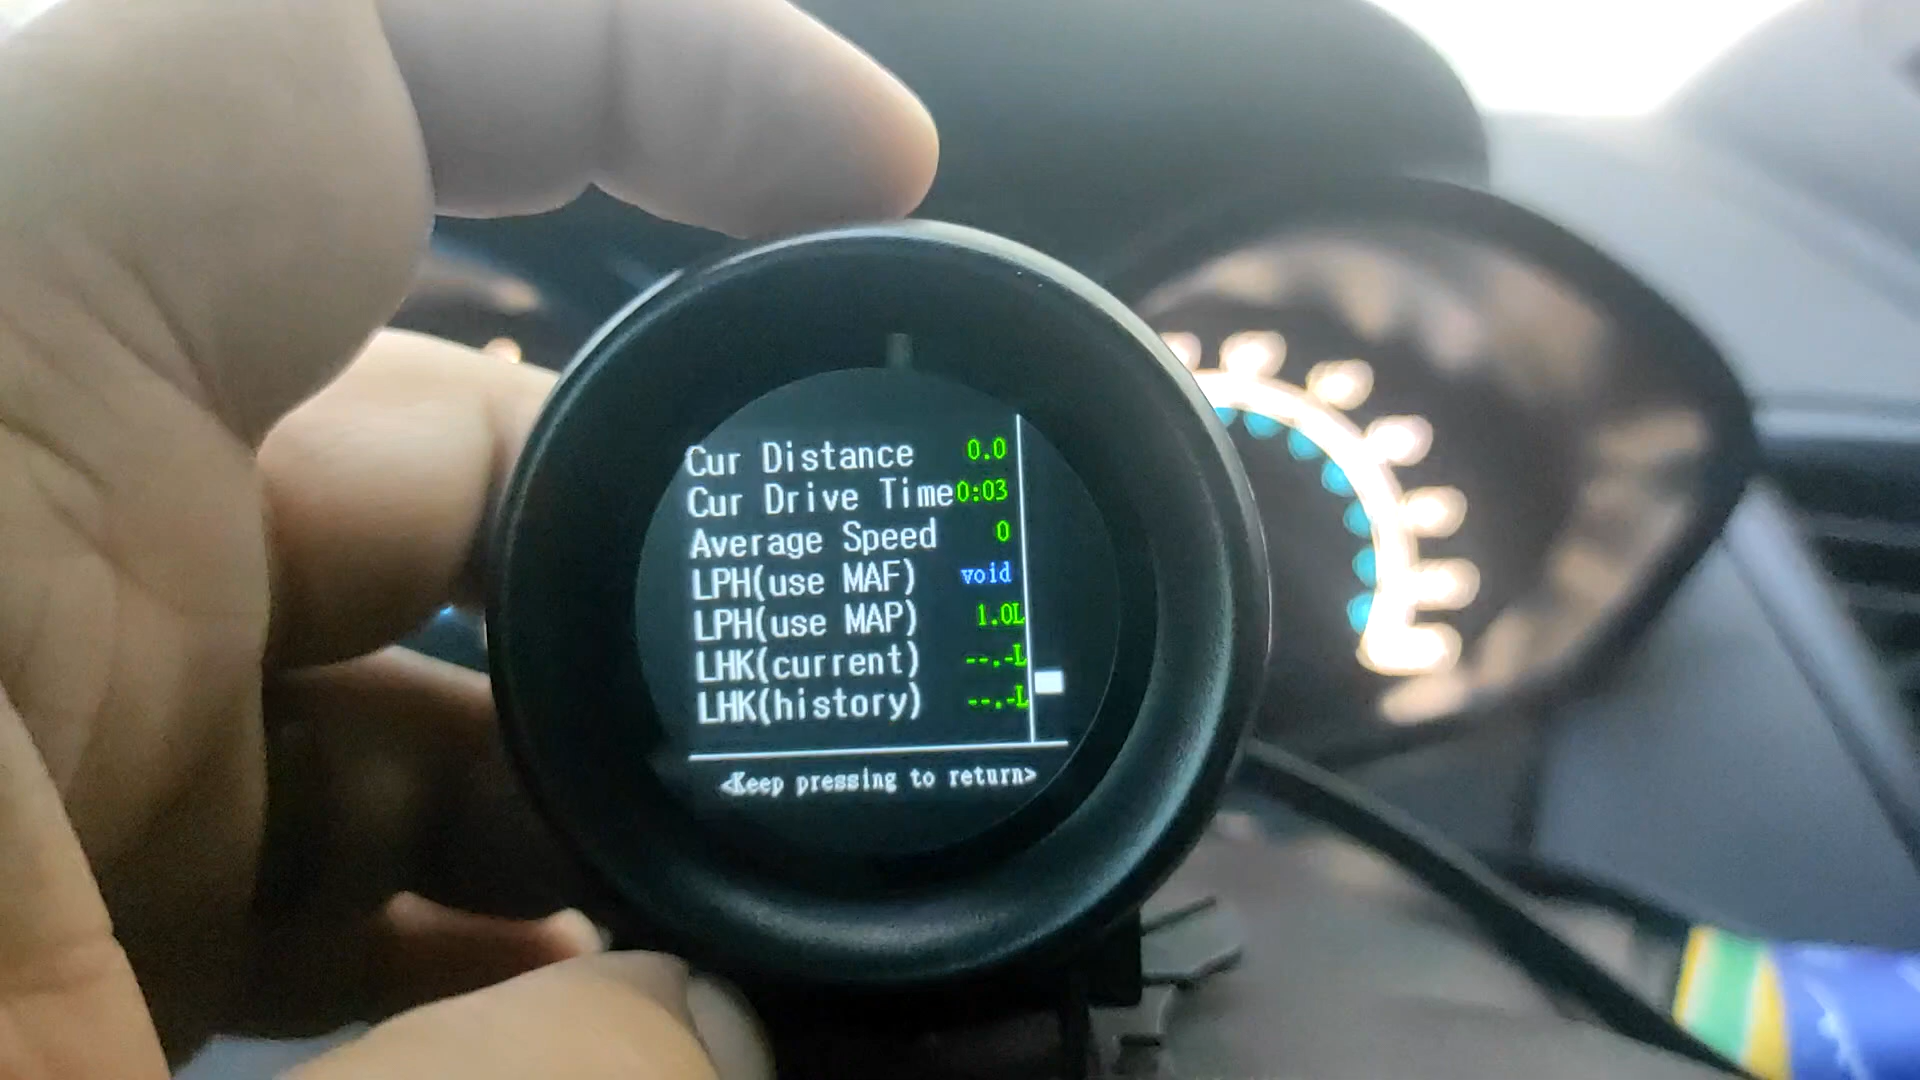 Cur Distance 0.0
Cur Drive Time 0:03
Average Speed 0
LPH(use MAF) void
LPH(use MAP) 1.0L
LHK(current) --.-L
LHK(history) --.-L
<Keep pressing to return>